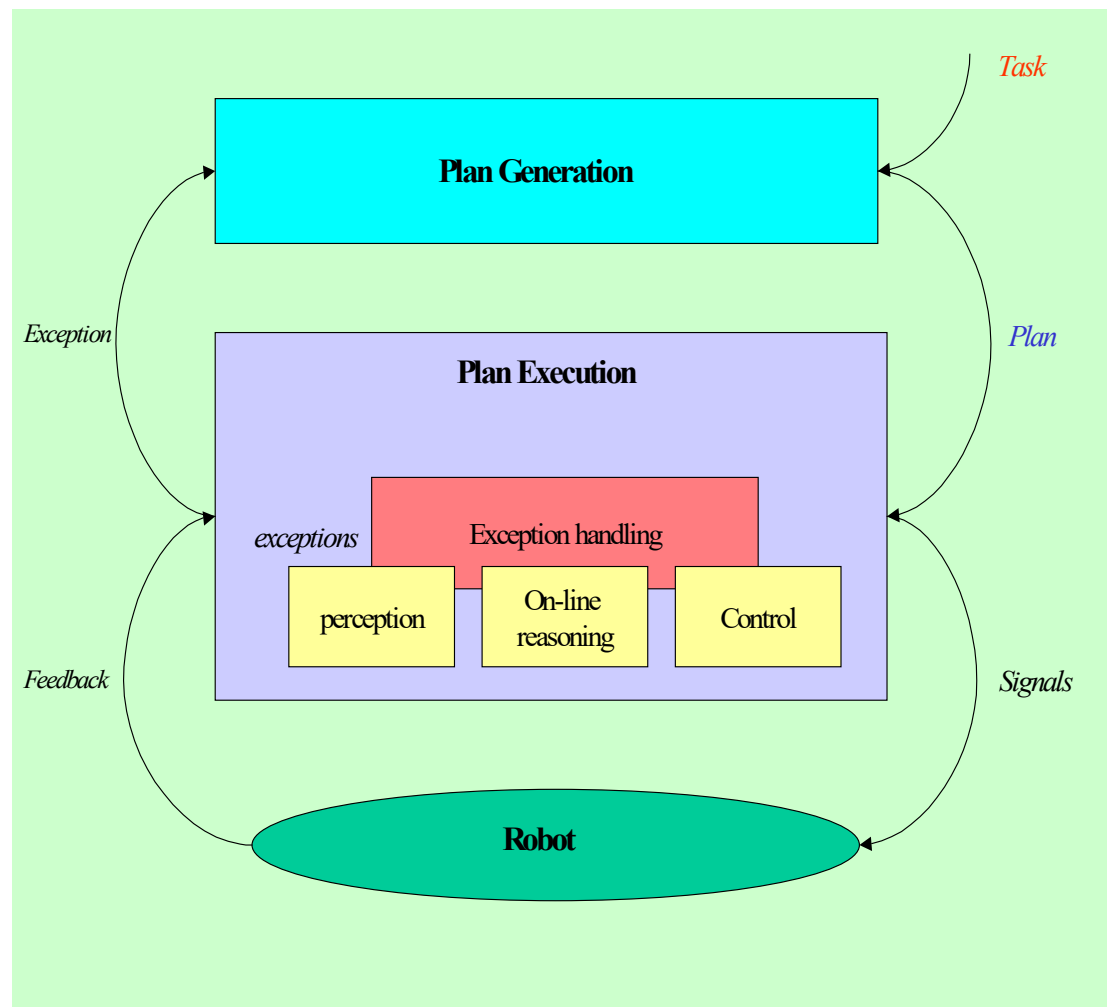 Task
Plan Generation
Exception
Plan
Plan Execution
exceptions
Exception handling
perception
On-line
reasoning
Control
Feedback
Signals
Robot